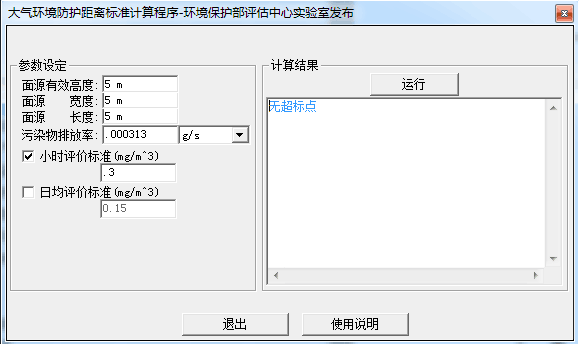 大气环境防护距离标准计算程序-环境保护部评估中心实验室发布
参数设定
面源有效高度: 5 m
面源 宽度: 5 m
面源 长度: 5 m
污染物排放率: .000313 g/s
小时评价标准(mg/m^3)
.3
日均评价标准(mg/m^3)
0.15
计算结果
运行
无超标点
退出 使用说明